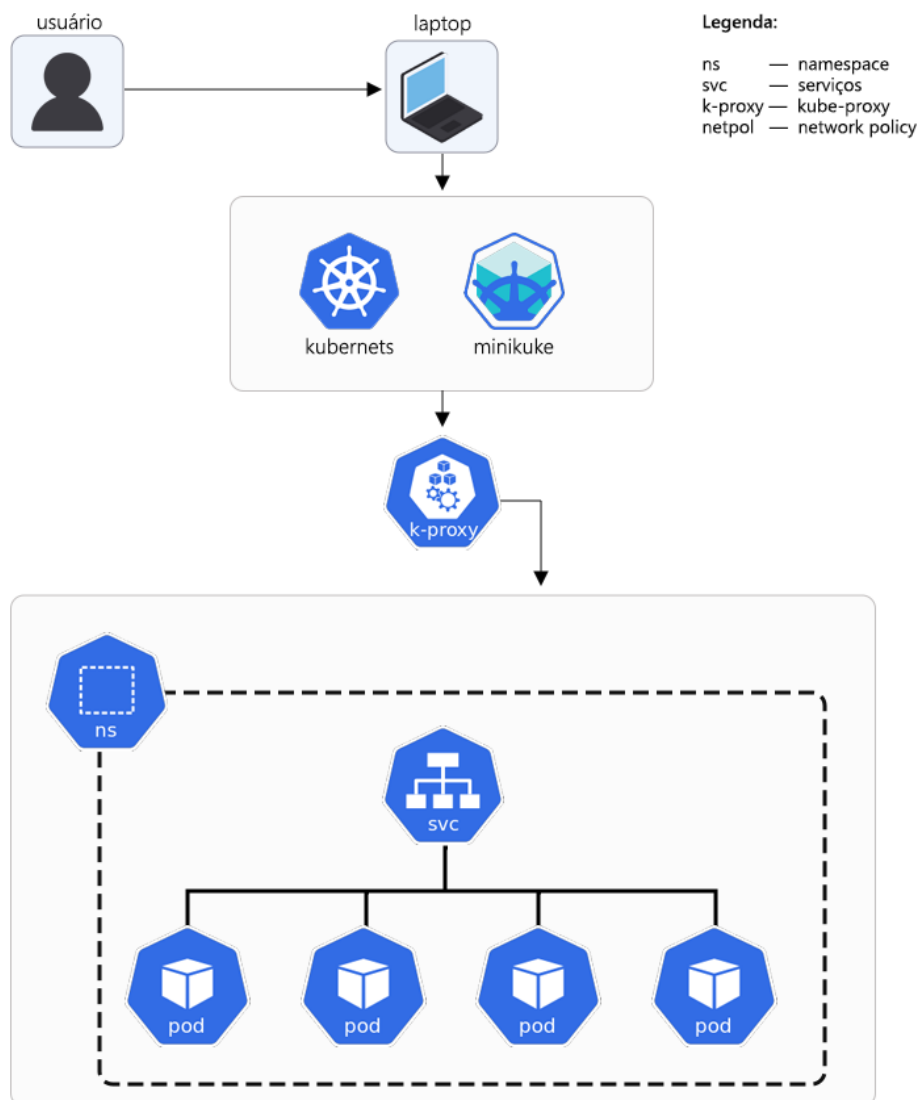 usuário
laptop
Legenda:
ns — namespace
svc — serviços
k-proxy — kube-proxy
netpol — network policy
kubernets
minikuke
k-proxy
ns
svc
pod
pod
pod
pod